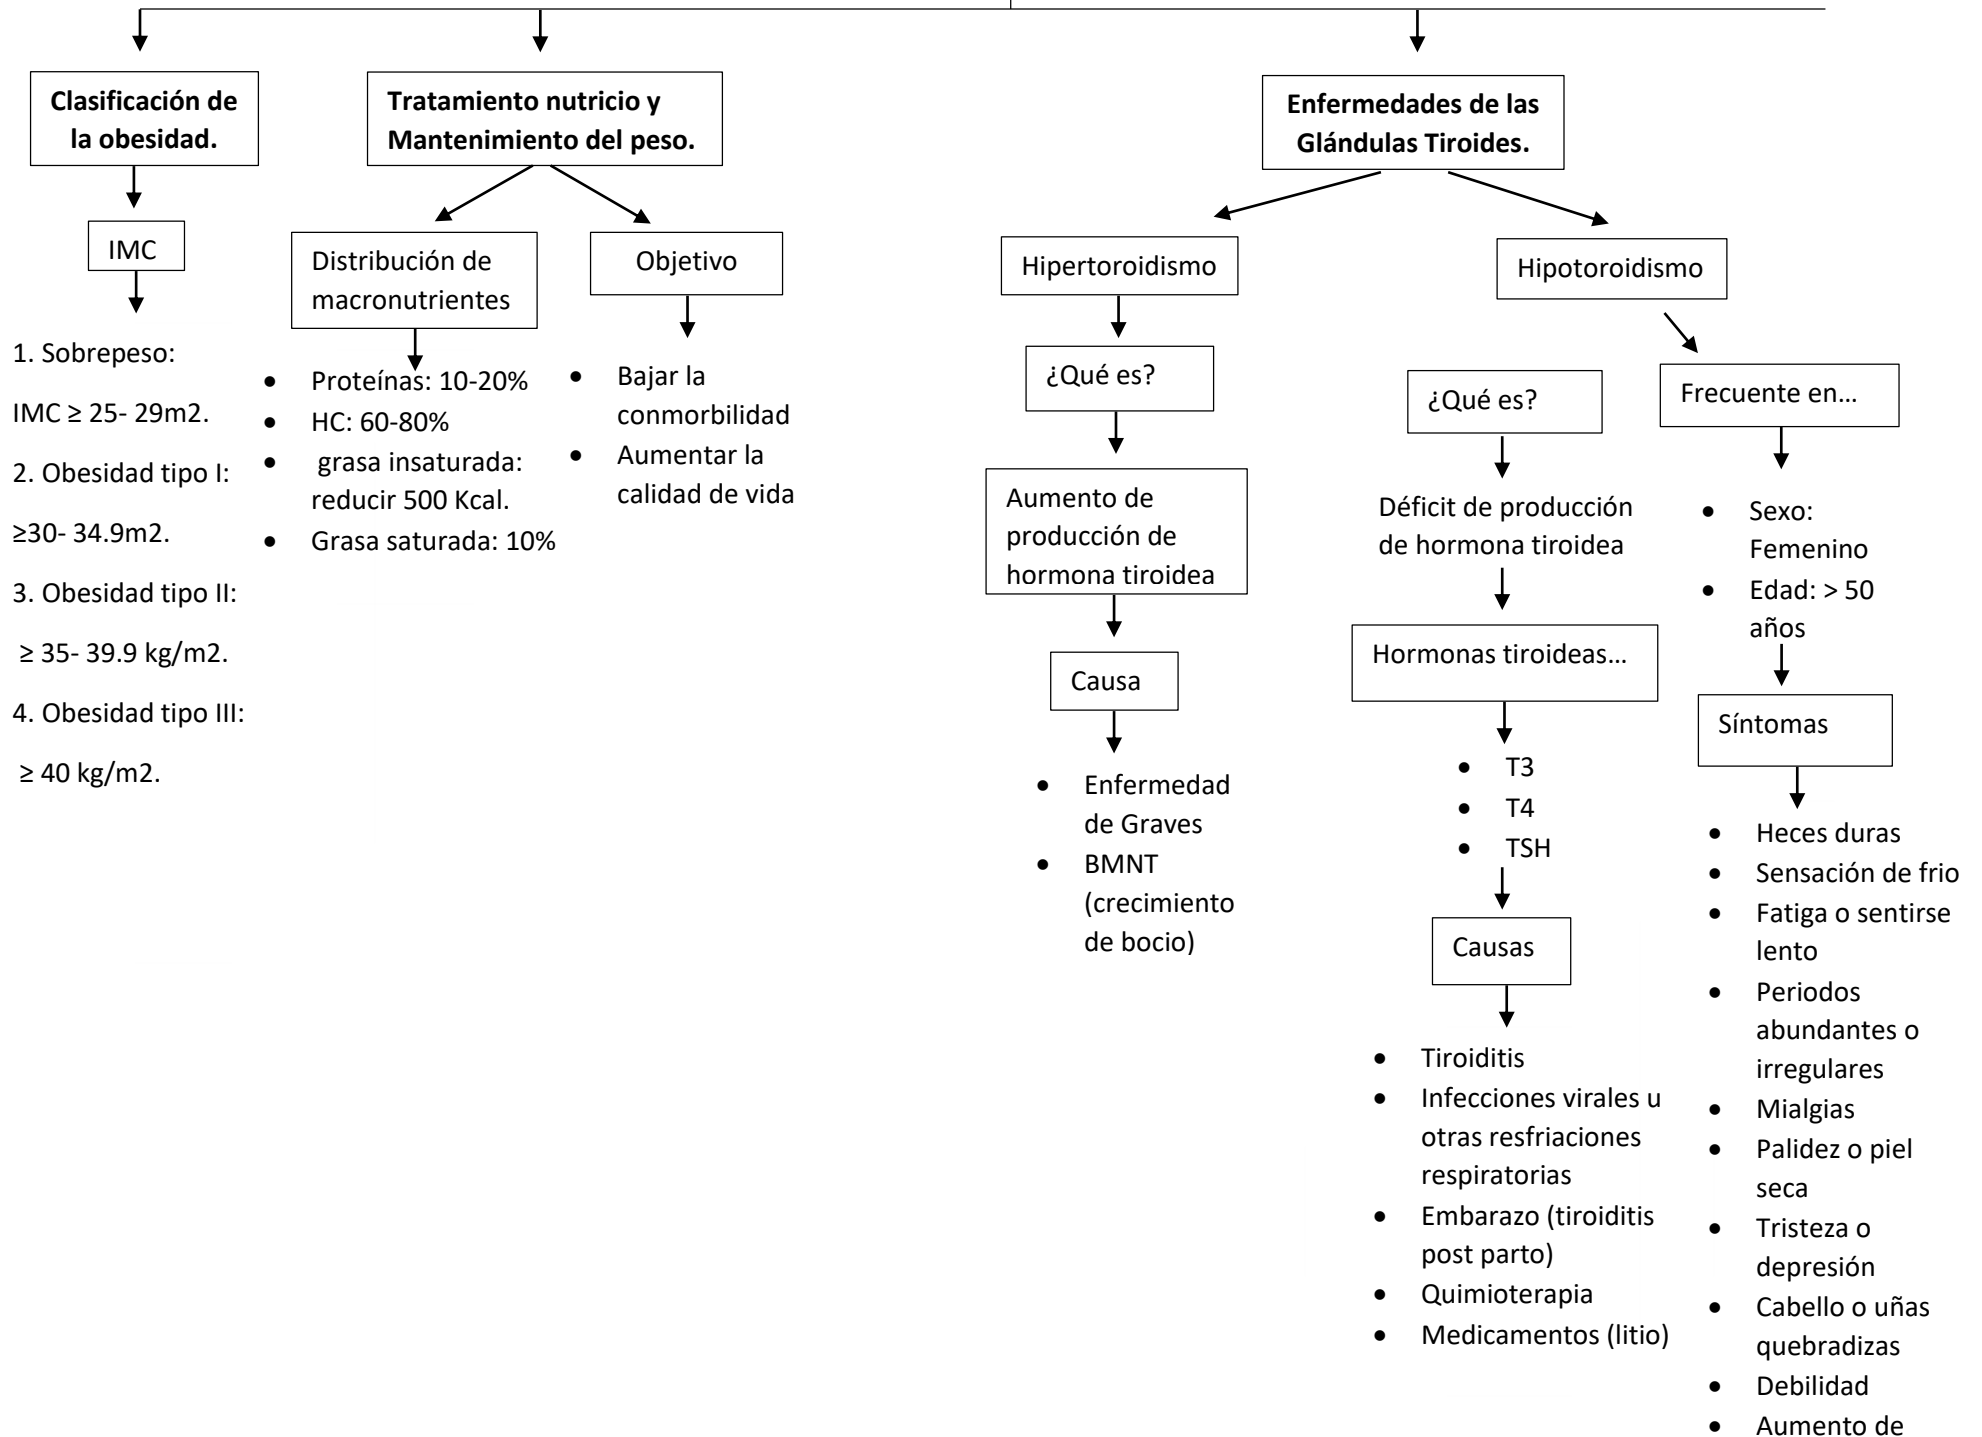 Clasificación de
la obesidad.
IMC
1. Sobrepeso:
IMC ≥ 25- 29m2.
2. Obesidad tipo I:
≥30- 34.9m2.
3. Obesidad tipo II:
≥ 35- 39.9 kg/m2.
4. Obesidad tipo III:
≥ 40 kg/m2.
Tratamiento nutricio y
Mantenimiento del peso.
Distribución de
macronutrientes
• Proteínas: 10-20%
• HC: 60-80%
• grasa insaturada:
reducir 500 Kcal.
• Grasa saturada: 10%
Objetivo
• Bajar la
conmorbilidad
• Aumentar la
calidad de vida
Enfermedades de las
Glándulas Tiroides.
Hipertoroidismo
¿Qué es?
Aumento de
producción de
hormona tiroidea
Causa
• Enfermedad
de Graves
• BMNT
(crecimiento
de bocio)
Hipotoroidismo
¿Qué es?
Déficit de producción
de hormona tiroidea
Hormonas tiroideas…
• T3
• T4
• TSH
Causas
• Tiroiditis
• Infecciones virales u
otras resfriaciones
respiratorias
• Embarazo (tiroiditis
post parto)
• Quimioterapia
• Medicamentos (litio)
Frecuente en…
• Sexo:
Femenino
• Edad: > 50
años
Síntomas
• Heces duras
• Sensación de frio
• Fatiga o sentirse
lento
• Periodos
abundantes o
irregulares
• Mialgias
• Palidez o piel
seca
• Tristeza o
depresión
• Cabello o uñas
quebradizas
• Debilidad
• Aumento de